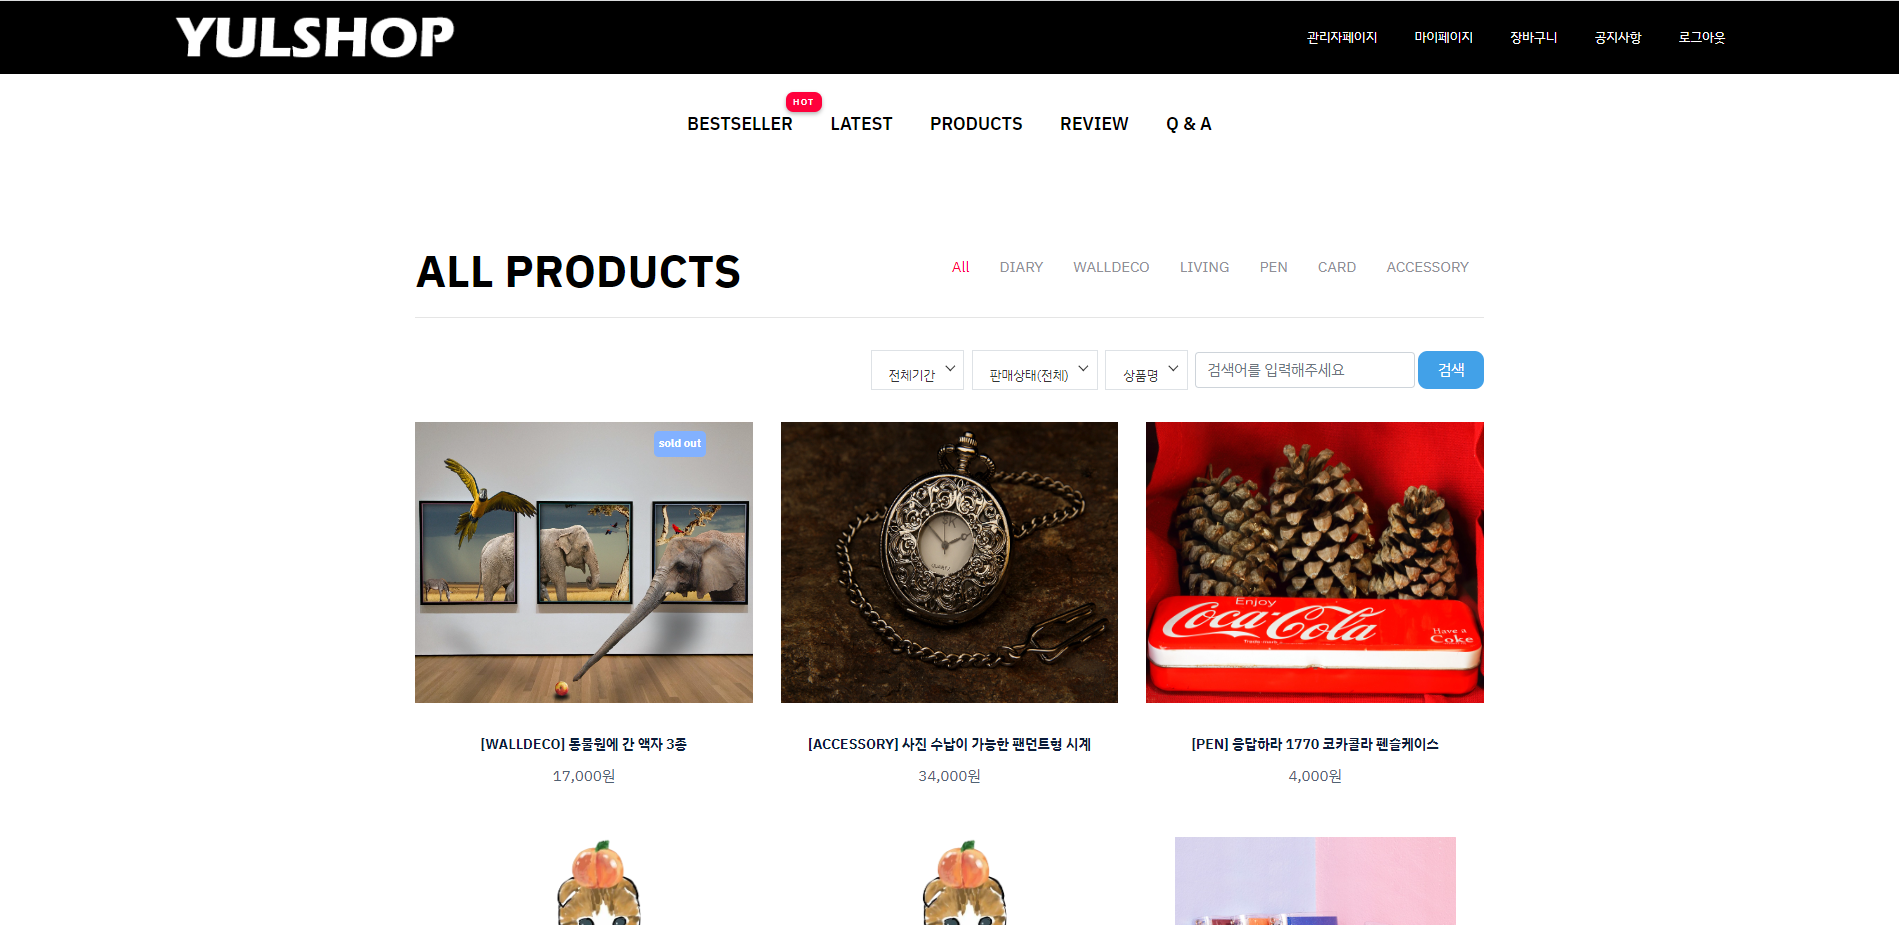 YULSHOP
관리자페이지 마이페이지 장바구니 공지사항 로그아웃
HOT
BESTSELLER LATEST PRODUCTS REVIEW Q & A
ALL PRODUCTS
All DIARY WALLDECO LIVING PEN CARD ACCESSORY
전체기간 판매상태(전체) 상품명 검색어를 입력해주세요 검색
sold out
Enjoy
Coca-Cola
Trade-mark
Have a
Coke
[WALLDECO] 동물원에 간 액자 3종
[ACCESSORY] 사진 수납이 가능한 팬던트형 시계
[PEN] 응답하라 1770 코카콜라 펜슬케이스
17,000원
34,000원
4,000원